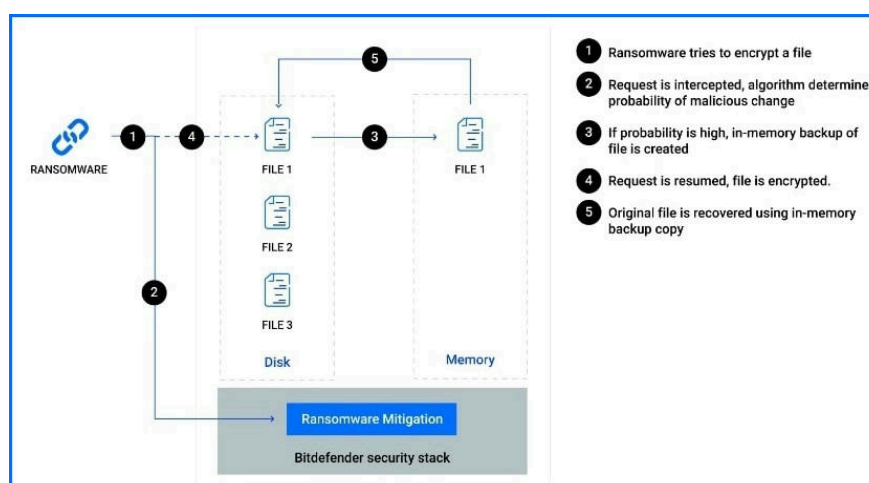 5
1
Ransomware tries to encrypt a file
2
Request is intercepted, algorithm determine
probability of malicious change
3
If probability is high, in-memory backup of
file is created
4
Request is resumed, file is encrypted.
5
Original file is recovered using in-memory
backup copy
1
4
3
RANSOMWARE
FILE 1
FILE 1
FILE 2
2
FILE 3
Disk
Memory
Ransomware Mitigation
Bitdefender security stack